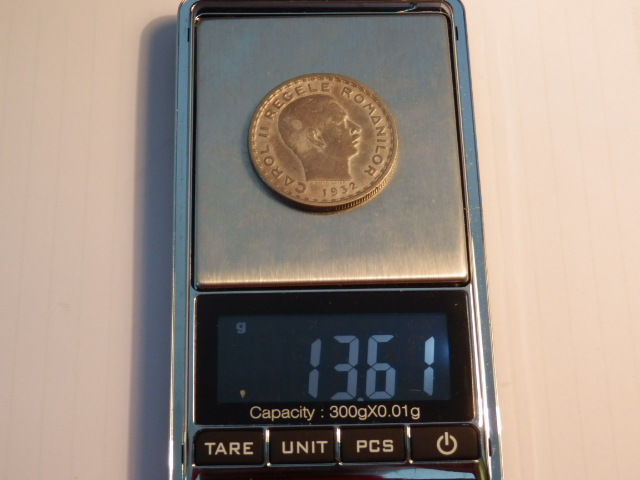 CAROL II REGELE ROMANILOR
1932
g
13.61
Capacity : 300gX0.01g
TARE UNIT PCS